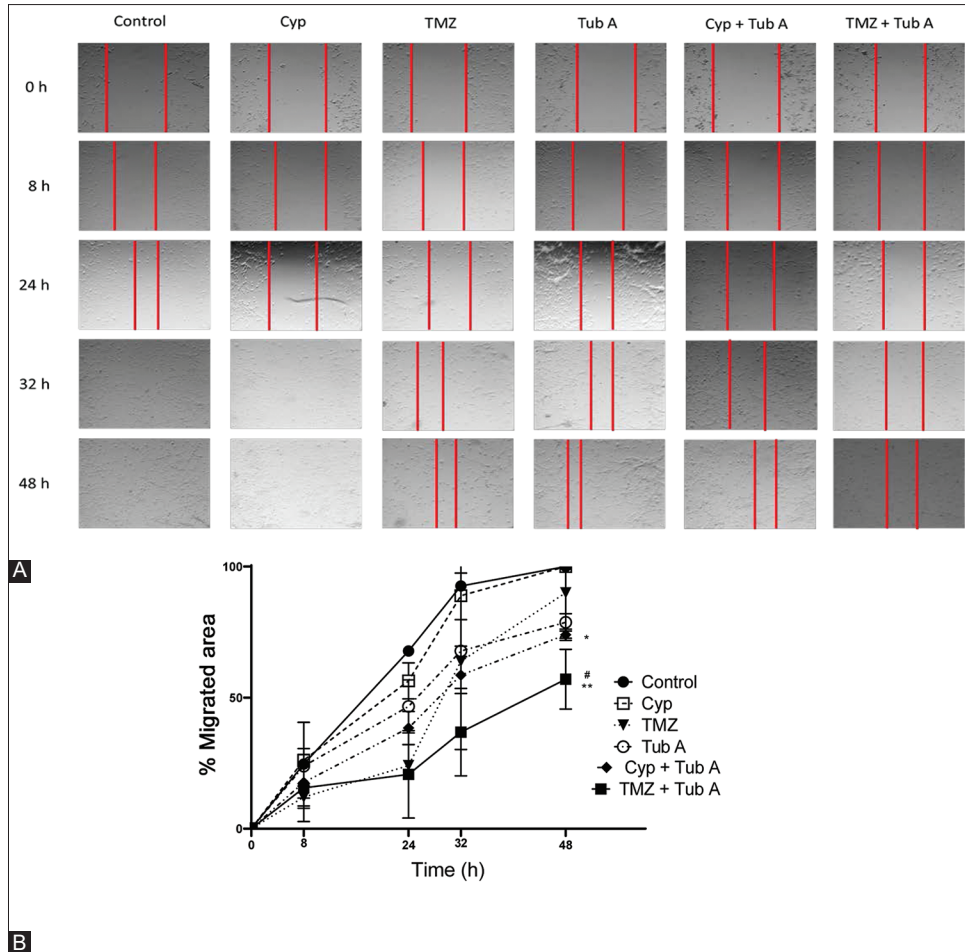 Control Cyp TMZ Tub A Cyp + Tub A TMZ + Tub A
0 h
8 h
24 h
32 h
48 h
A
100
50
0
% Migrated area
0 8 24 32 48
Time (h)
*
#
**
Control
Cyp
TMZ
Tub A
Cyp + Tub A
TMZ + Tub A
B